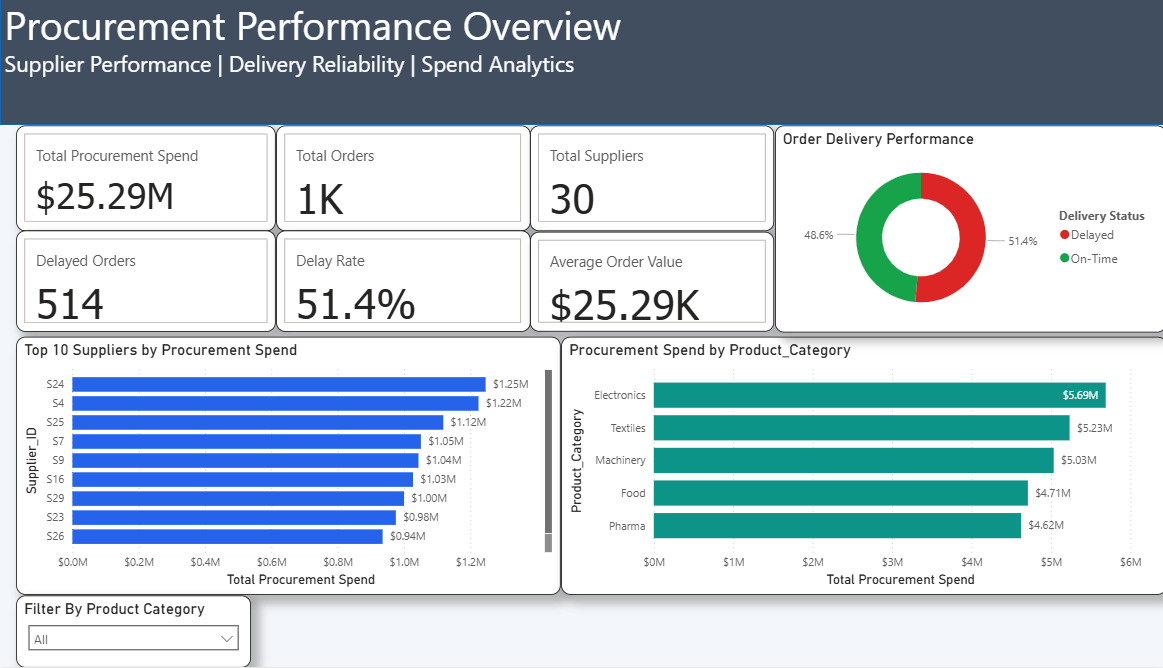 Procurement Performance Overview
Supplier Performance | Delivery Reliability | Spend Analytics
Total Procurement Spend
$25.29M
Total Orders
1K
Total Suppliers
30
Delayed Orders
514
Delay Rate
51.4%
Average Order Value
$25.29K
Order Delivery Performance
48.6%
51.4%
Delivery Status
Delayed
On-Time
Top 10 Suppliers by Procurement Spend
Supplier_ID
S24 $1.25M
S4 $1.22M
S25 $1.12M
S7 $1.05M
S9 $1.04M
S16 $1.03M
S29 $1.00M
S23 $0.98M
S26 $0.94M
$0.0M $0.2M $0.4M $0.6M $0.8M $1.0M $1.2M
Total Procurement Spend
Procurement Spend by Product_Category
Product_Category
Electronics $5.69M
Textiles $5.23M
Machinery $5.03M
Food $4.71M
Pharma $4.62M
$0M $1M $2M $3M $4M $5M $6M
Total Procurement Spend
Filter By Product Category
All